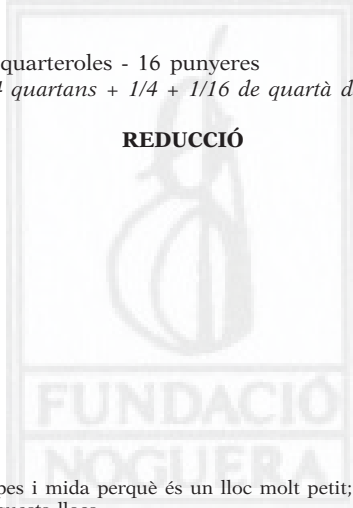 quarteroles - 16 punyeres
quartans + 1/4 + 1/16 de quartà d
REDUCCIÓ
FUNDACIÓ
NOGUERA
pes i mida perquè és un lloc molt petit;